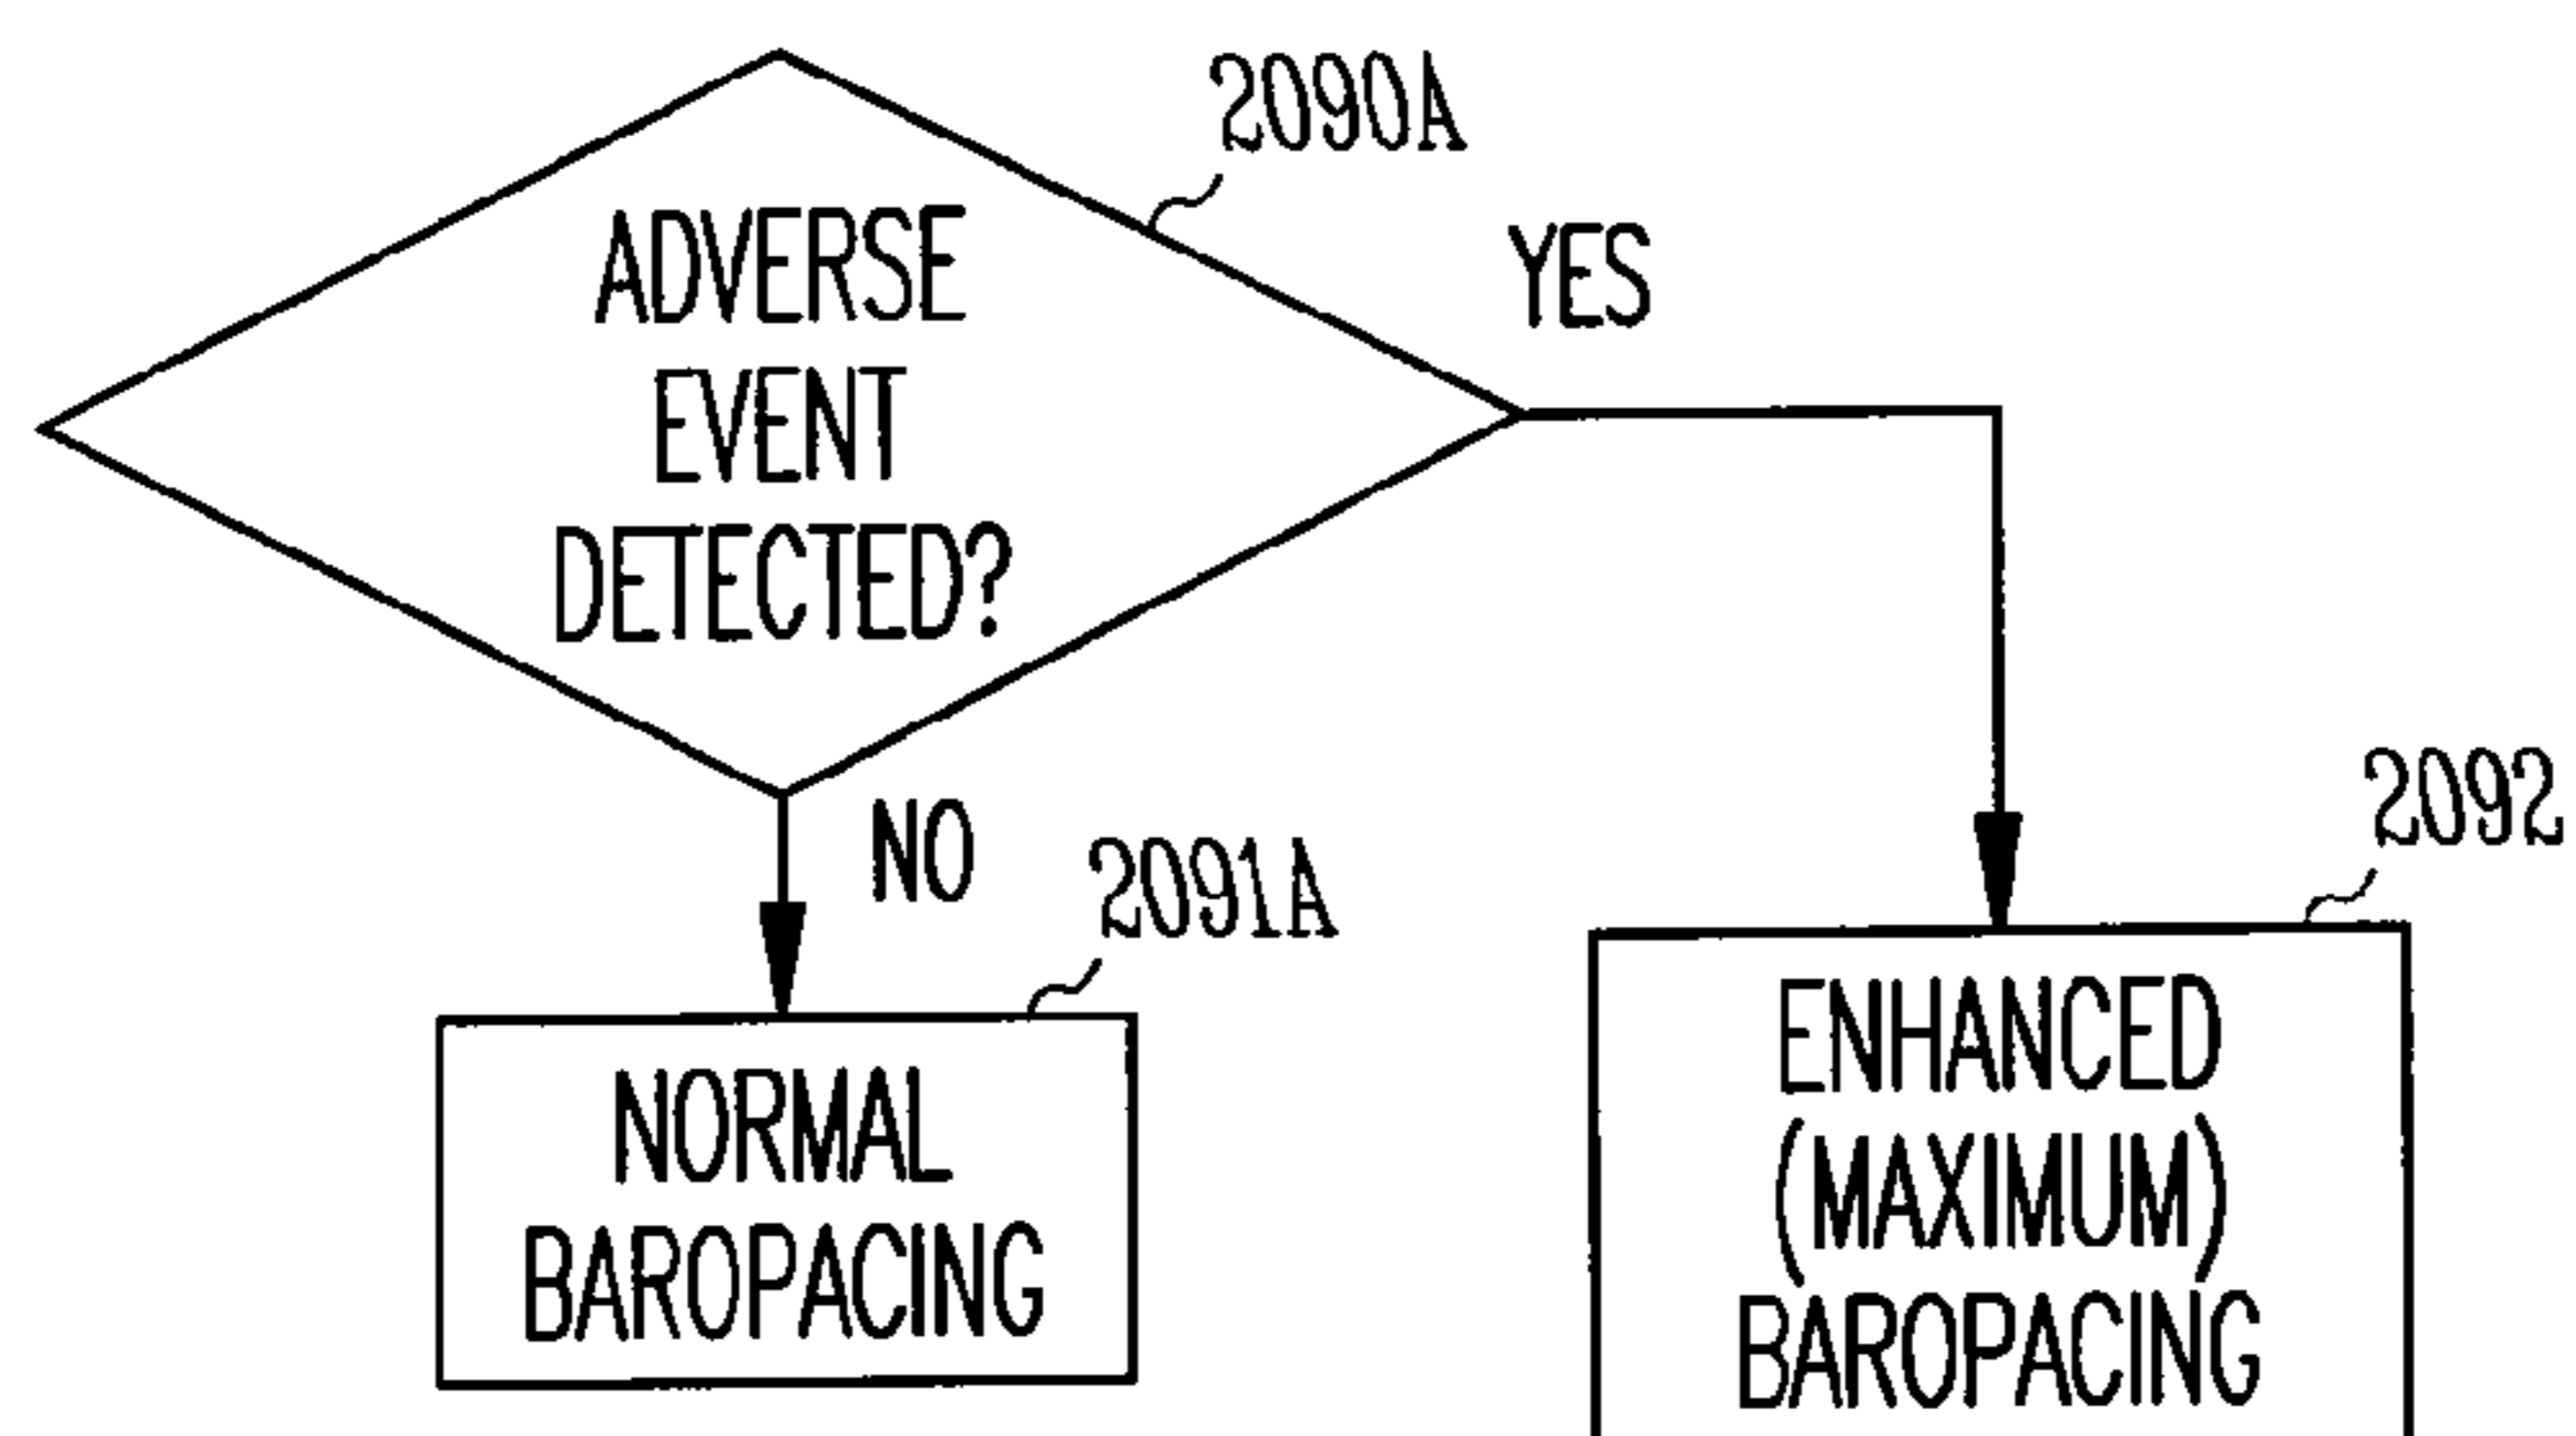 2090A
ADVERSE
EVENT
DETECTED?
YES
NO
2091A
NORMAL
BAROPACING
2092
ENHANCED
(MAXIMUM)
BAROPACING